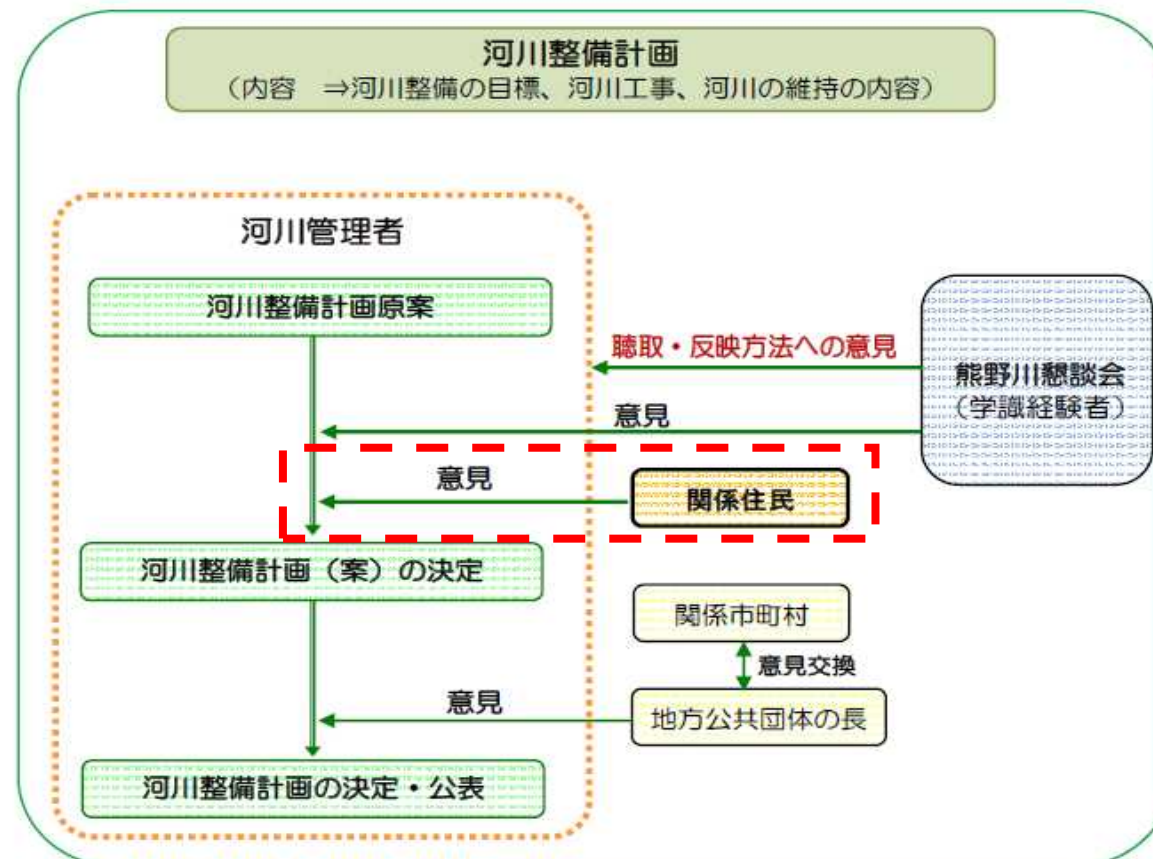 河川整備計画
（内容　⇒河川整備の目標、河川工事、河川の維持の内容）
河川管理者
河川整備計画原案
聴取・反映方法への意見
熊野川懇談会
（学識経験者）
意見
意見
関係住民
河川整備計画（案）の決定
関係市町村
意見交換
意見
地方公共団体の長
河川整備計画の決定・公表